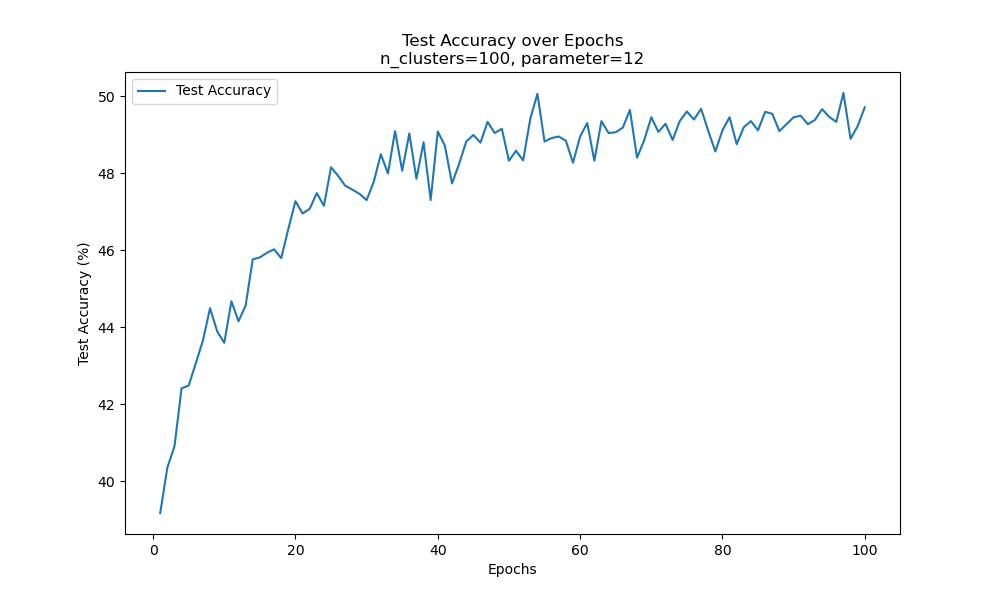 Test Accuracy over Epochs
n_clusters=100, parameter=12
Test Accuracy
Test Accuracy (%)
50
48
46
44
42
40
0 20 40 60 80 100
Epochs